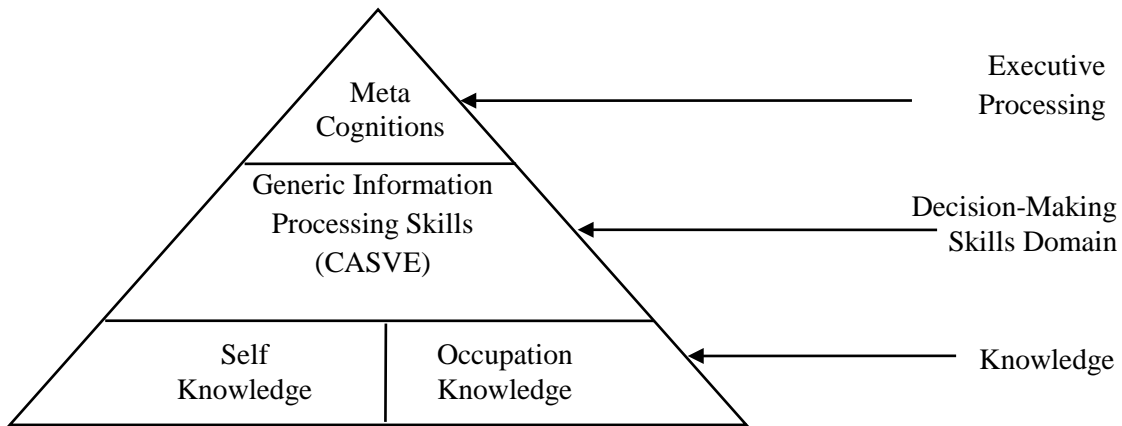 Meta
Cognitions
Executive
Processing
Generic Information
Processing Skills
(CASVE)
Decision-Making
Skills Domain
Self
Knowledge
Occupation
Knowledge
Knowledge